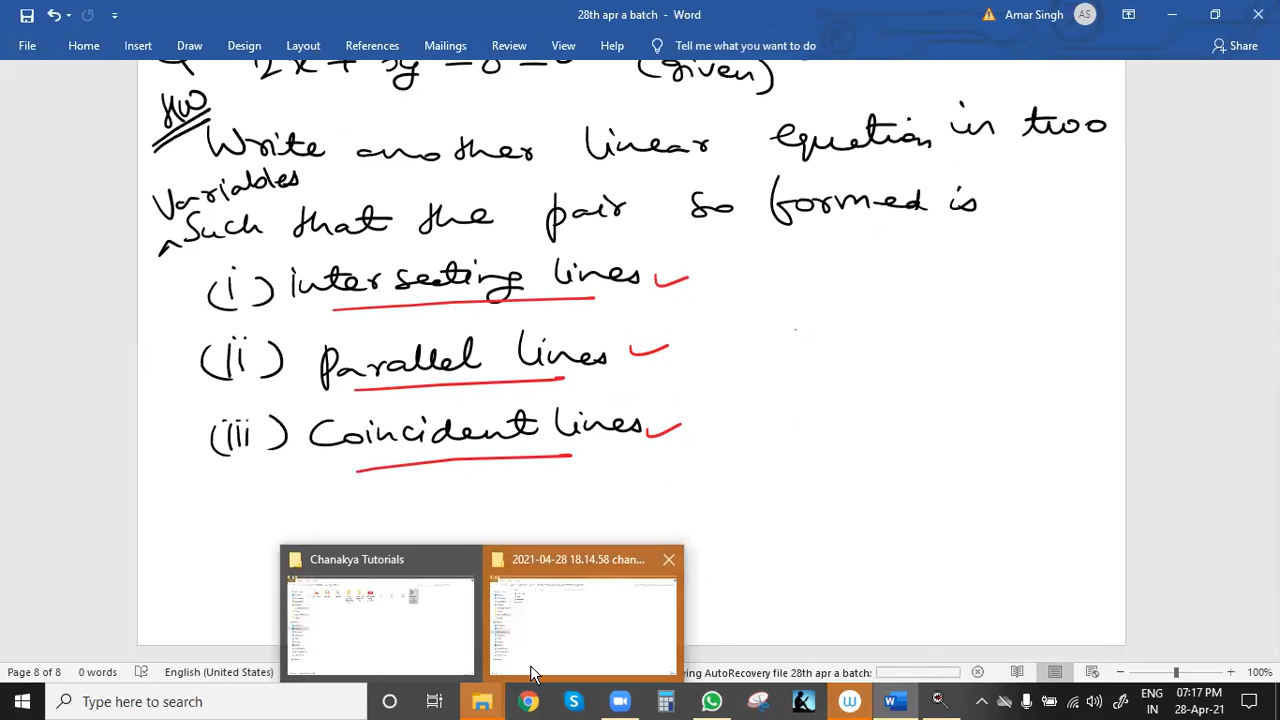 28th apr a batch - Word
Amar Singh AS
File Home Insert Draw Design Layout References Mailings Review View Help Tell me what you want to do Share
(given)
HW
Write another linear equation in two
Variables
such that the pair so formed is
(i) interseating lines
(ii) parallel lines
(iii) Coincident lines
Chanakya Tutorials
2021-04-28 18.14.58 chan...
Page 8 of 8 0 words English (United States)
ving AutoRecovery file 28th apr a batch:
100%
Type here to search
ENG
IN
07:17 PM
28-Apr-21